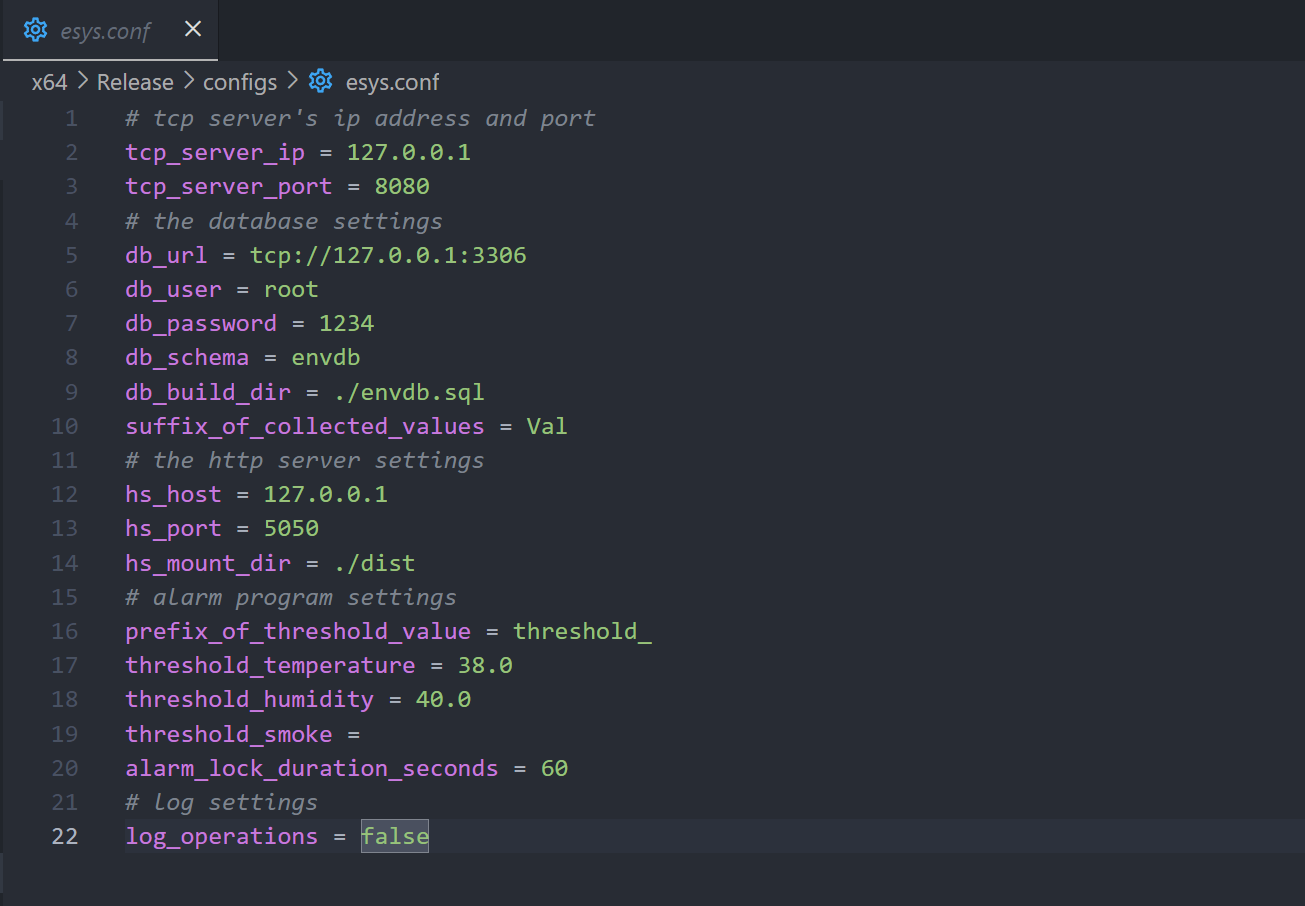 esys.conf
x64 > Release > configs > esys.conf
1 # tcp server's ip address and port
2 tcp_server_ip = 127.0.0.1
3 tcp_server_port = 8080
4 # the database settings
5 db_url = tcp://127.0.0.1:3306
6 db_user = root
7 db_password = 1234
8 db_schema = envdb
9 db_build_dir = ./envdb.sql
10 suffix_of_collected_values = Val
11 # the http server settings
12 hs_host = 127.0.0.1
13 hs_port = 5050
14 hs_mount_dir = ./dist
15 # alarm program settings
16 prefix_of_threshold_value = threshold_
17 threshold_temperature = 38.0
18 threshold_humidity = 40.0
19 threshold_smoke =
20 alarm_lock_duration_seconds = 60
21 # log settings
22 log_operations = false